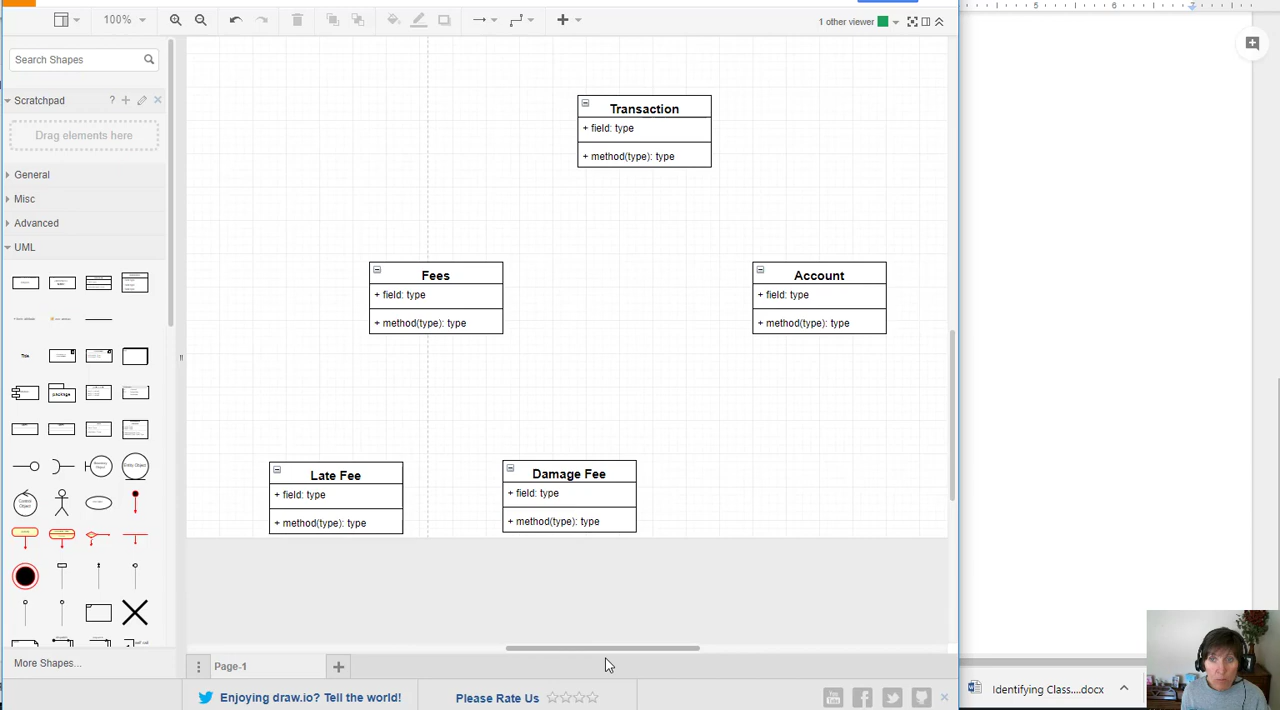 100%
1 other viewer
Search Shapes
Scratchpad
?
Drag elements here
General
Misc
Advanced
UML
More Shapes...
Transaction
+ field: type
+ method(type): type
Fees
+ field: type
+ method(type): type
Account
+ field: type
+ method(type): type
Late Fee
+ field: type
+ method(type): type
Damage Fee
+ field: type
+ method(type): type
Page-1
Enjoying draw.io? Tell the world!
Please Rate Us
5
6
7
Identifying Class....docx